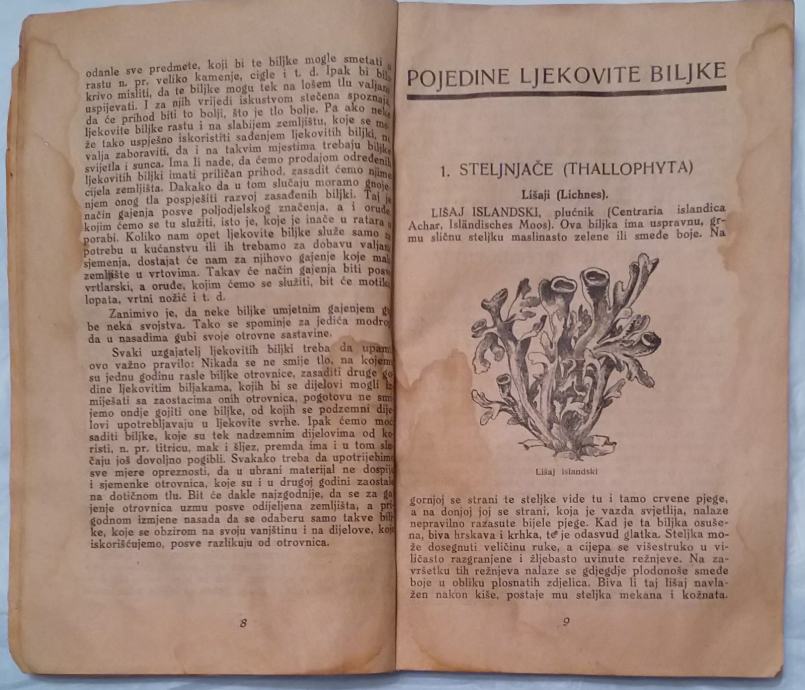 odanle sve predmete, koji bi te biljke mogle smetati u
rastu n. pr. veliko kamenje, cigle i t. d. Ipak bi bilo
krivo misliti, da te biljke mogu tek na lošem tlu valjano
uspijevati. I za njih vrijedi iskustvom stečena spoznaja,
da će prihod biti to bolji, što je tlo bolje. Pa ako neke
ljekovite biljke rastu i na slabijem zemljištu, koje se mo-
že tako uspješno iskoristiti sađenjem ljekovitih biljki, ne
valja zaboraviti, da i na takvim mjestima trebaju biljke
svijetla i sunca. Ima li nade, da ćemo prodajom određenih
ljekovitih biljki imati priličan prihod, zasadit ćemo njime
cijela zemljišta. Dakako da u tom slučaju moramo gnoje-
njem onog tla pospješiti razvoj zasađenih biljki. Taj je
način gajenja posve poljodjelskog značenja, a i oruđe,
kojim ćemo se tu služiti, isto je, koje je inače u ratara u
porabi. Koliko nam opet ljekovite biljke služe samo za
potrebu u kućanstvu ili ih trebamo za dobavu valjana
sjemenja, dostajat će nam za njihovo gajenje koje malo
zemljište u vrtovima. Takav će način gajenja biti posve
vrtlarski, a oruđe, kojim ćemo se služiti, bit će motika,
lopata, vrtni nožić i t. d.
Zanimivo je, da neke biljke umjetnim gajenjem gu-
be neka svojstva. Tako se spominje za jedića modrog,
da u nasadima gubi svoje otrovne sastavine.
Svaki uzgajatelj ljekovitih biljki treba da upamti
ovo važno pravilo: Nikada se ne smije tlo, na kojemu
su jednu godinu rasle biljke otrovnice, zasaditi druge go-
dine ljekovitim biljakama, kojih bi se dijelovi mogli iz-
miješati sa zaostacima onih otrovnica, pogotovu ne smi-
jemo ondje gojiti one biljke, od kojih se podzemni dije-
lovi upotrebljavaju u ljekovite svrhe. Ipak ćemo moći
saditi biljke, koje su tek nadzemnim dijelovima od ko-
risti, n. pr. titricu, mak i šljez, premda ima i u tom slu-
čaju još dovoljno pogibli. Svakako treba da upotrijebimo
sve mjere opreznosti, da u ubrani materijal ne dospiju
i sjemenke otrovnica, koje su i u drugoj godini zaostale
na dotičnom tlu. Bit će dakle najzgodnije, da se za ga-
jenje otrovnica uzmu posve odijeljena zemljišta, a pri-
godnom izmjene nasada da se odaberu samo takve bilj-
ke, koje se obzirom na svoju vanjštinu i na dijelove, koje
iskorišćujemo, posve razlikuju od otrovnica.
8
POJEDINE LJEKOVITE BILJKE
1. STELJNJAČE (THALLOPHYTA)
Lišaji (Lichnes).
LIŠAJ ISLANDSKI, plućnik (Centraria islandica
Achar, Isländisches Moos). Ova biljka ima uspravnu, gr-
mu sličnu steljku maslinasto zelene ili smeđe boje. Na
Lišaj islandski
gornjoj se strani te steljke vide tu i tamo crvene pjege,
a na donjoj joj se strani, koja je vazda svjetlija, nalaze
nepravilno razasute bijele pjege. Kad je ta biljka osuše-
na, biva hrskava i krhka, te je odasvud glatka. Steljka mo-
že dosegnuti veličinu ruke, a cijepa se višestruko u vi-
ličasto razgranjene i žljebasto uvinute režnjeve. Na za-
vršetku tih režnjeva nalaze se gdjegdje plodonoše smeđe
boje u obliku plosnatih zdjelica. Biva li taj lišaj navla-
žen nakon kiše, postaje mu steljka mekana i kožnata.
9